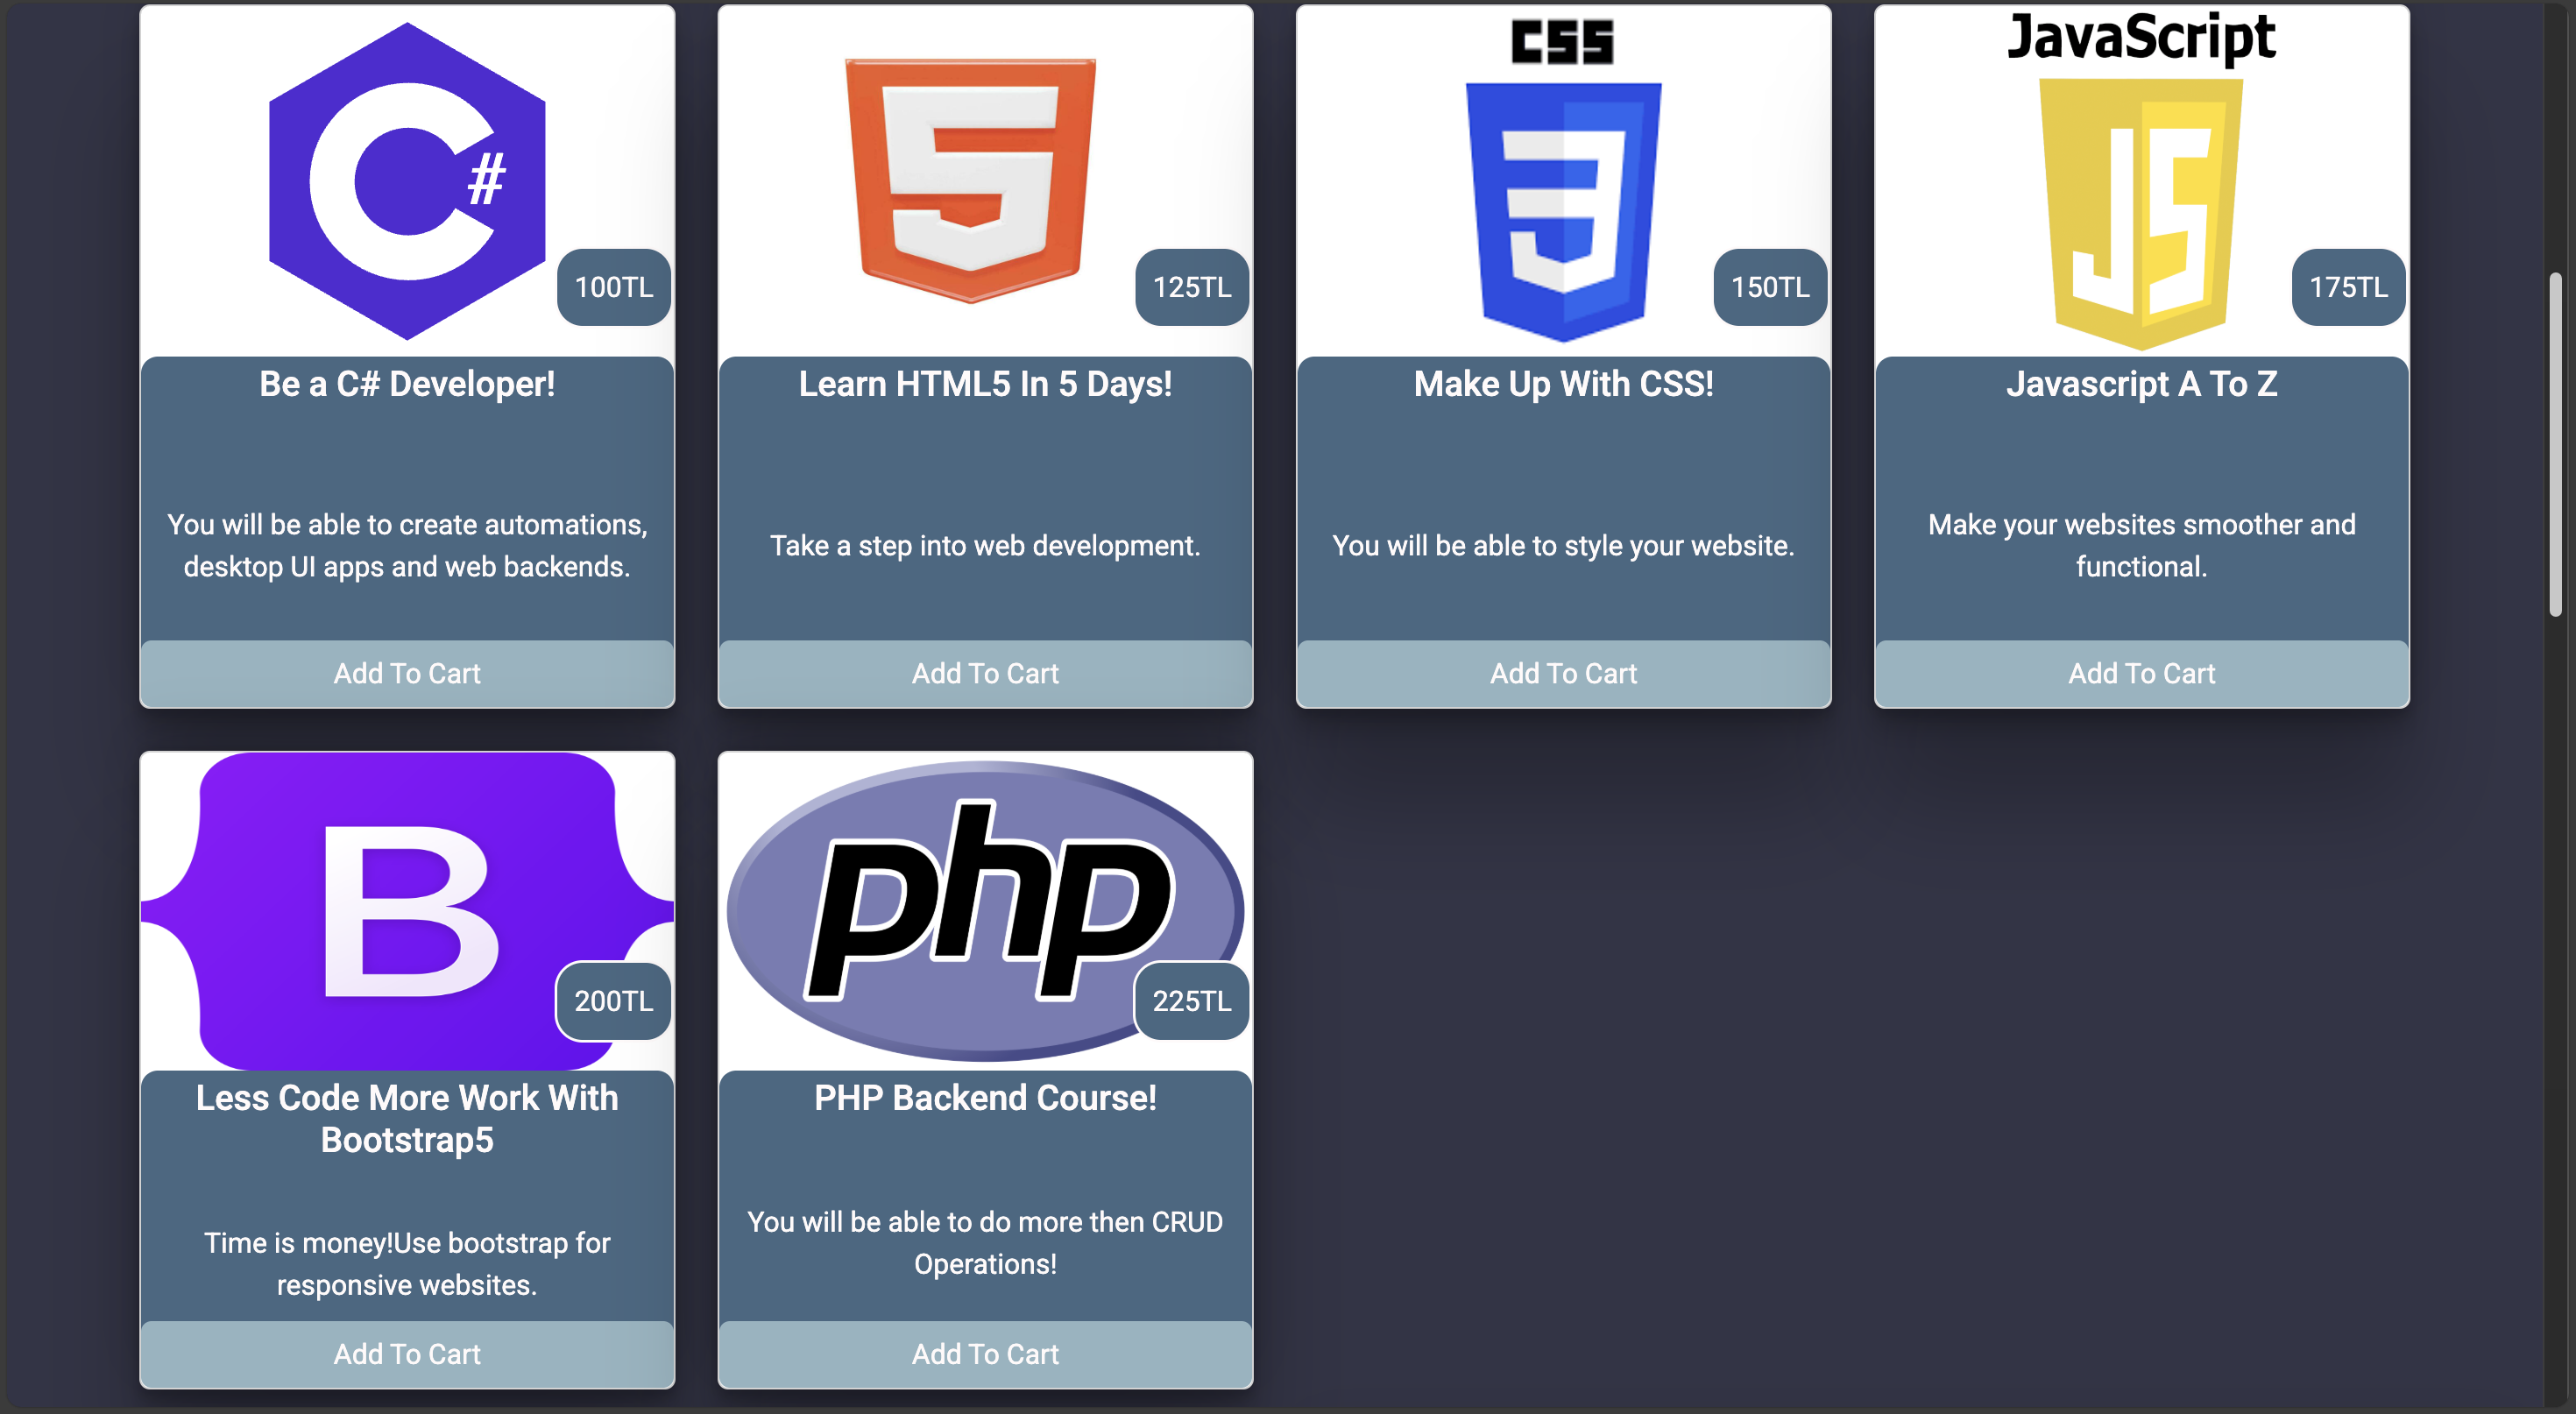 C#
5
CSS
3
JavaScript
JS
100TL
125TL
150TL
175TL
Be a C# Developer!
Learn HTML5 In 5 Days!
Make Up With CSS!
Javascript A To Z
You will be able to create automations,
desktop UI apps and web backends.
Take a step into web development.
You will be able to style your website.
Make your websites smoother and
functional.
Add To Cart
Add To Cart
Add To Cart
Add To Cart
B
php
200TL
225TL
Less Code More Work With
Bootstrap5
PHP Backend Course!
Time is money!Use bootstrap for
responsive websites.
You will be able to do more then CRUD
Operations!
Add To Cart
Add To Cart